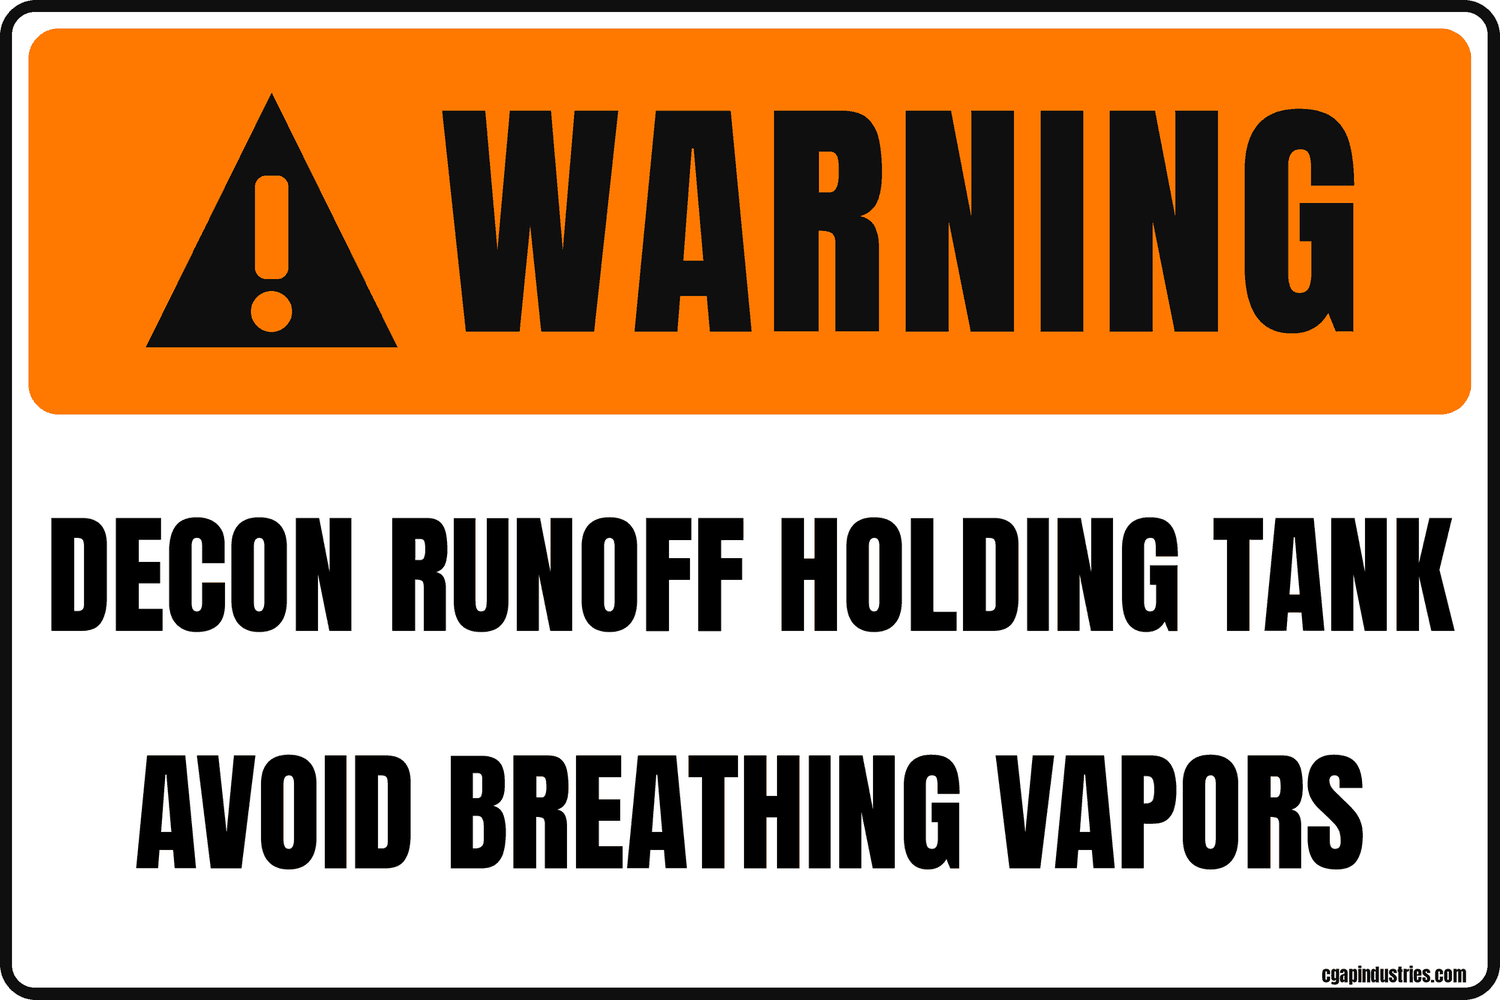 WARNING
DECON RUNOFF HOLDING TANK
AVOID BREATHING VAPORS
cgapindustries.com